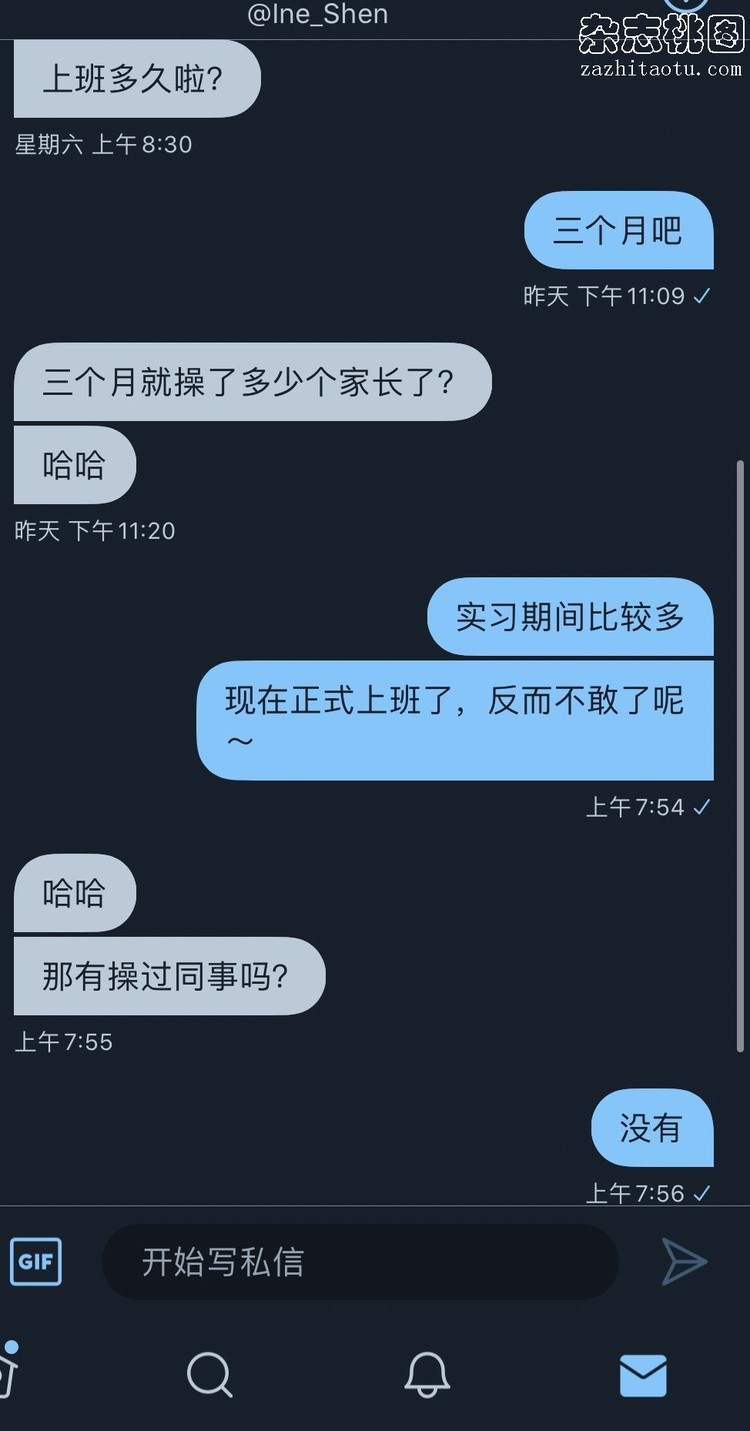 @Ine_Shen
杂志桃图
zazhitaotu.com
上班多久啦?
星期六 上午8:30
三个月吧
昨天 下午11:09 ✓
三个月就操了多少个家长了?
哈哈
昨天 下午11:20
实习期间比较多
现在正式上班了，反而不敢了呢
～
上午7:54 ✓
哈哈
那有操过同事吗?
上午7:55
没有
上午7:56 ✓
GIF
开始写私信